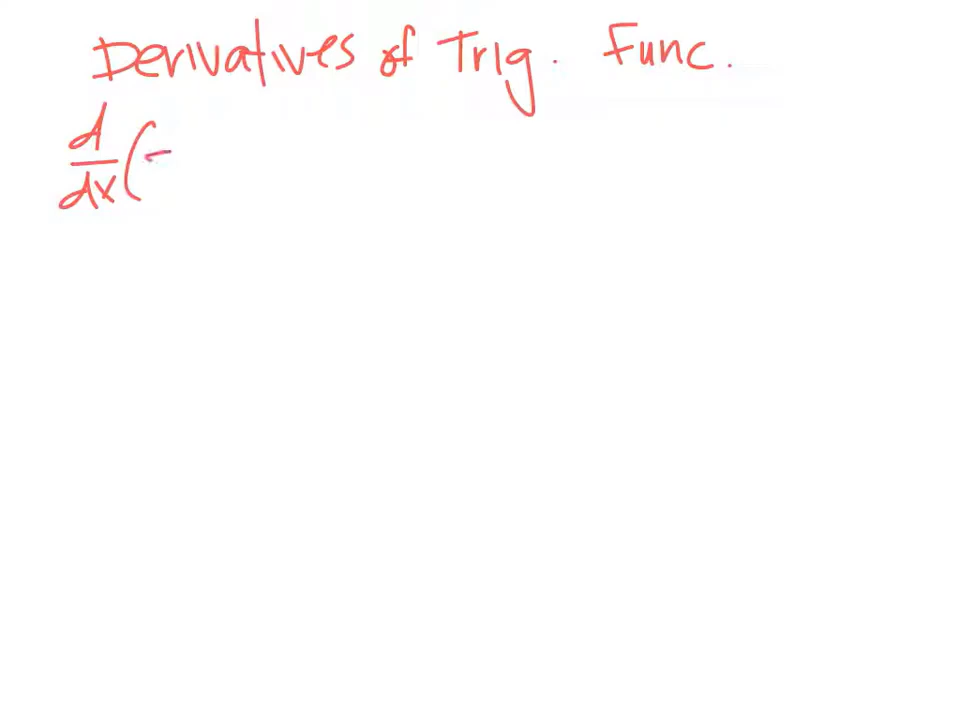 Derivatives of Trig. Func.
d/dx (